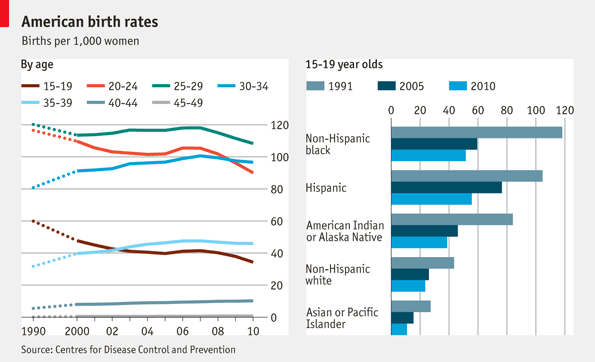 American birth rates
Births per 1,000 women
By age
15-19 20-24 25-29 30-34
35-39 40-44 45-49
120
100
80
60
40
20
0
1990 2000 02 04 06 08 10
15-19 year olds
1991 2005 2010
0 20 40 60 80 100 120
Non-Hispanic
black
Hispanic
American Indian
or Alaska Native
Non-Hispanic
white
Asian or Pacific
Islander
Source: Centres for Disease Control and Prevention